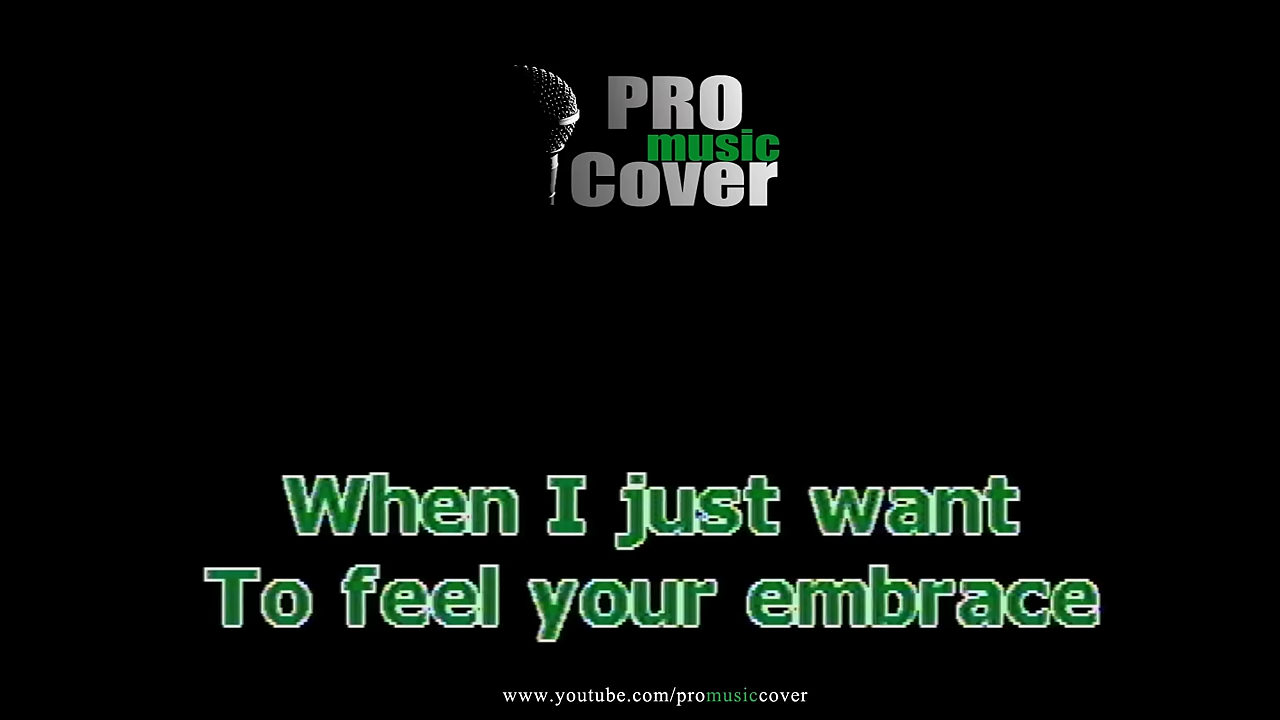 PRO
music
Cover
When I just want
To feel your embrace
www.youtube.com/promusiccover